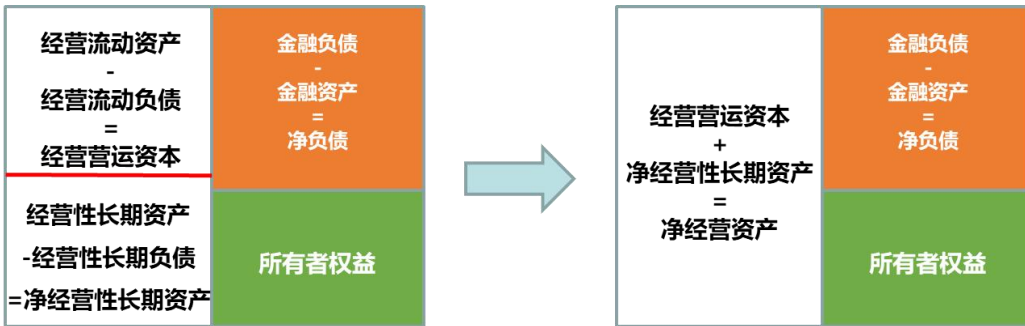 经营流动资产
-
经营流动负债
=
经营营运资本
经营性长期资产
-经营性长期负债
=净经营性长期资产
金融负债
-
金融资产
=
净负债
所有者权益
经营营运资本
+
净经营性长期资产
=
净经营资产
金融负债
-
金融资产
=
净负债
所有者权益